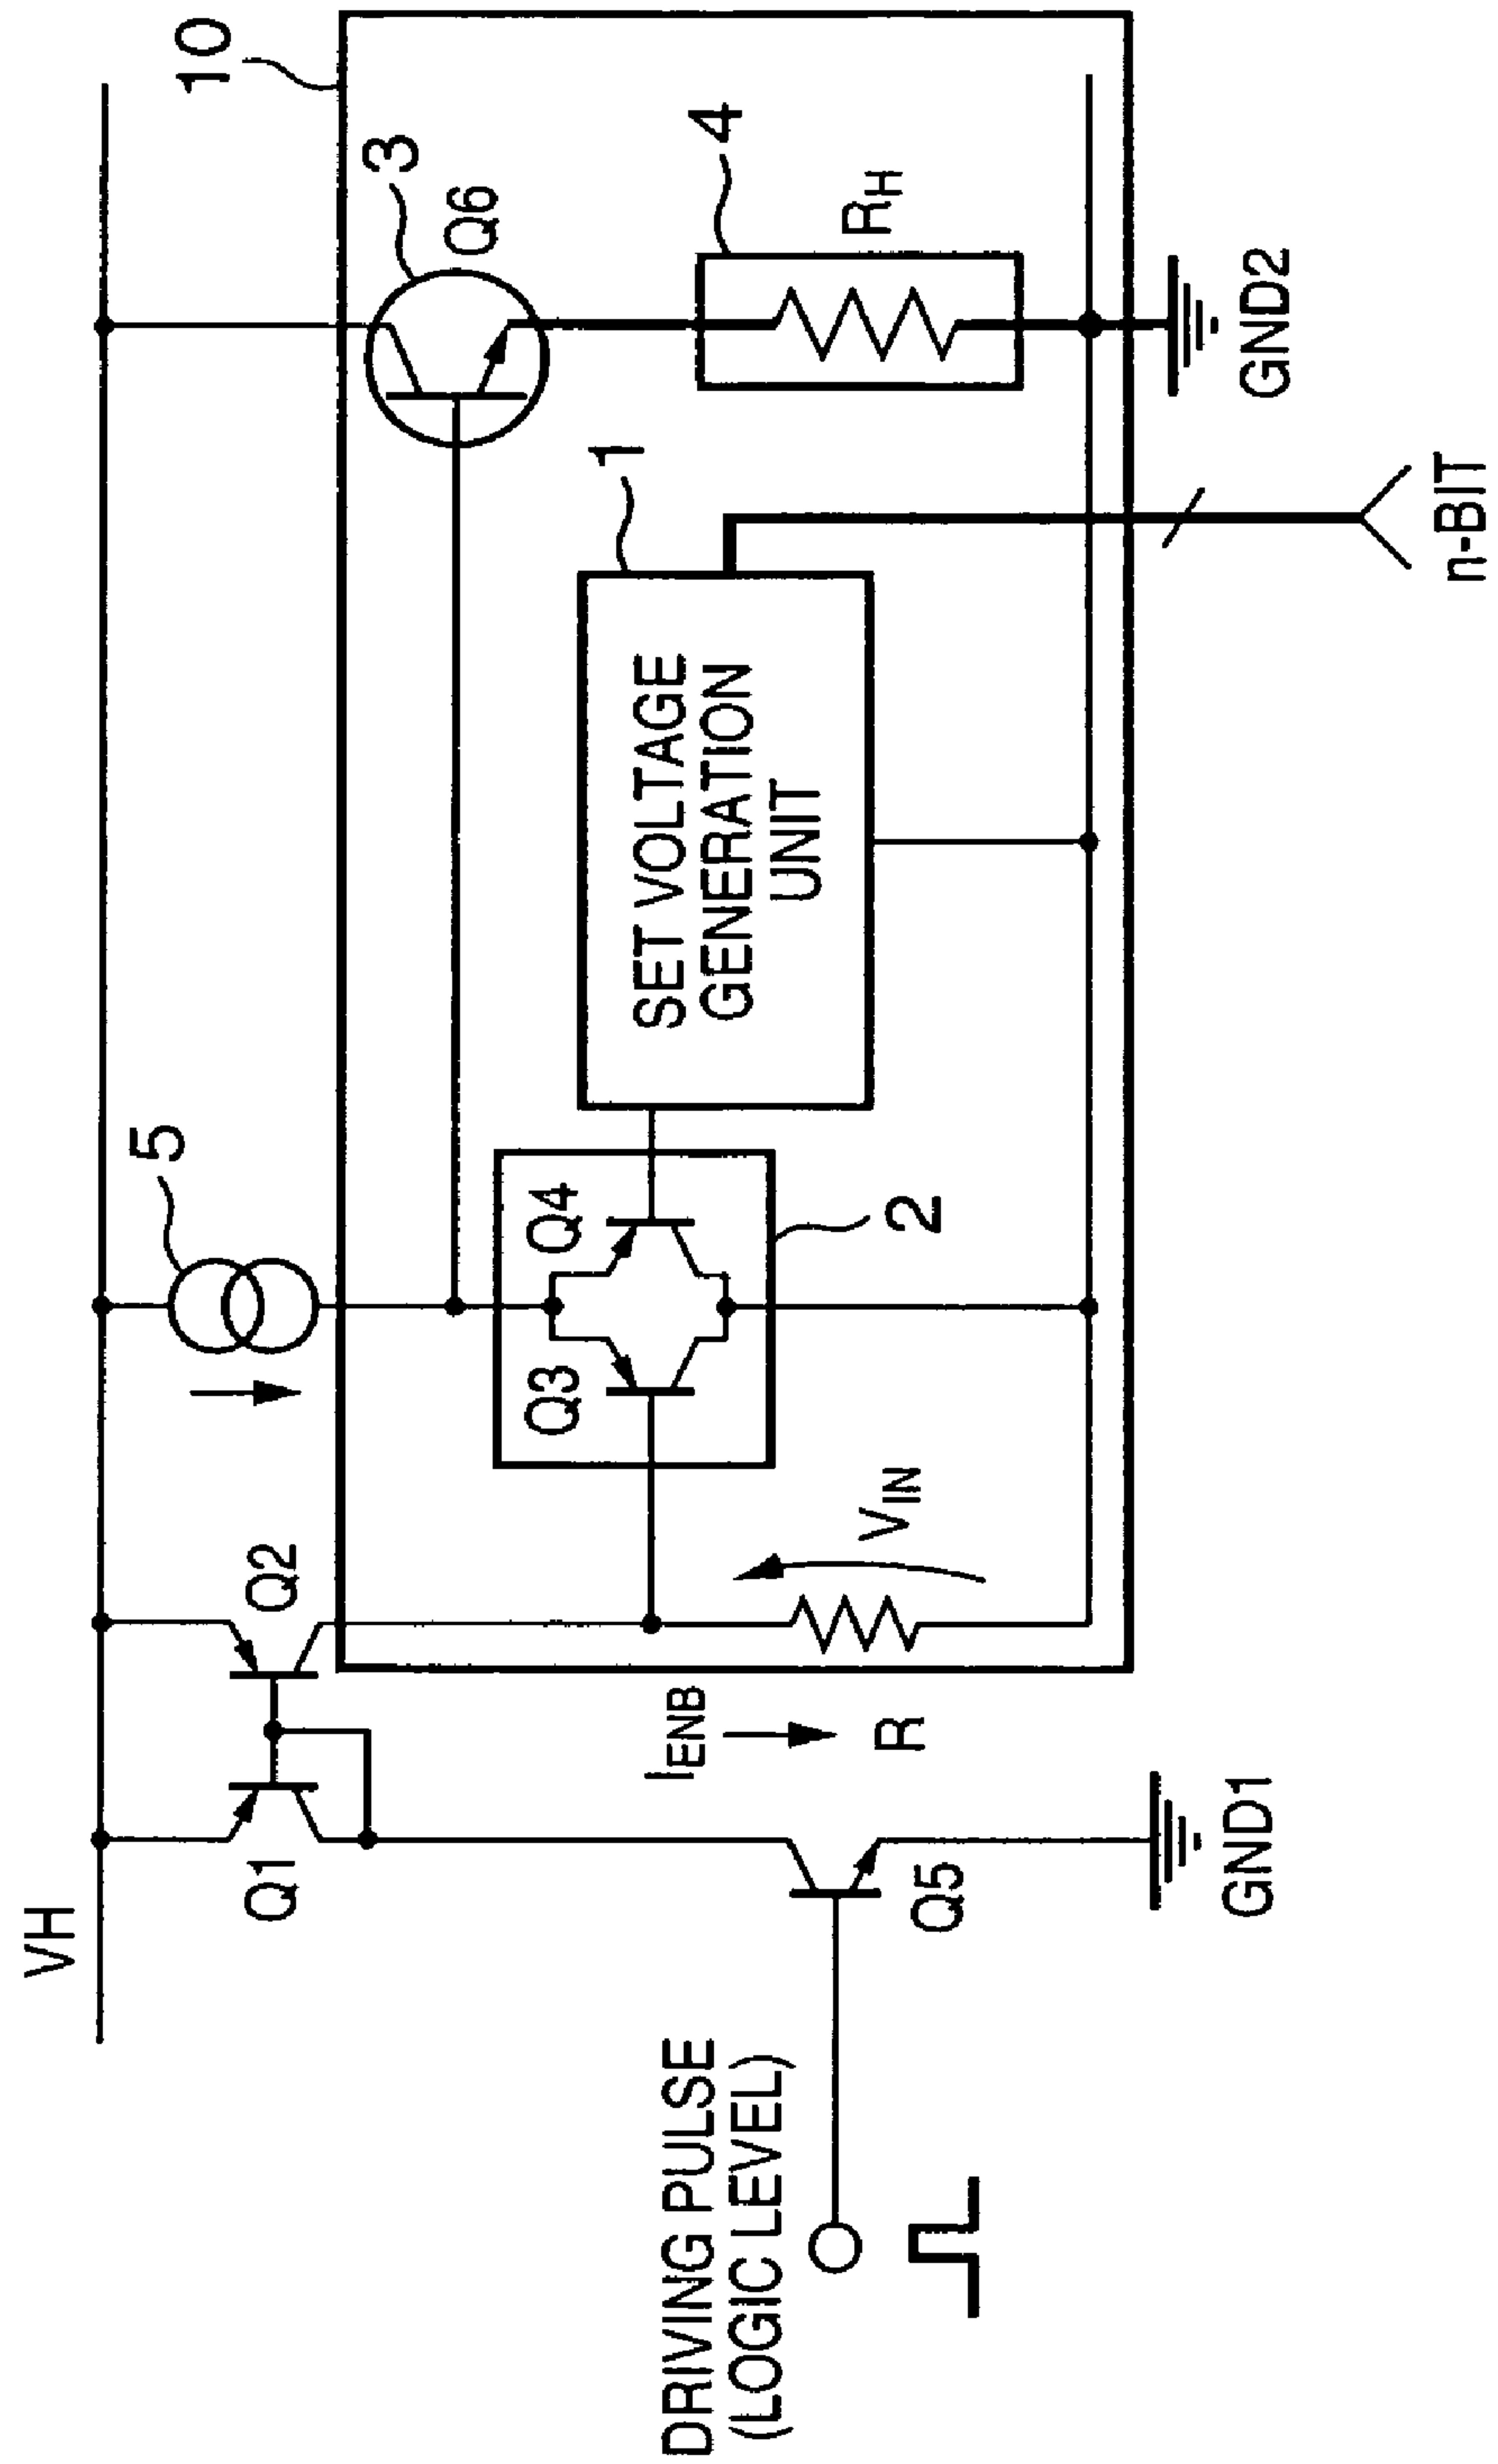 VH
Q1
Q2
5
10
3
Q6
4
RH
Q3
Q4
2
1
SET VOLTAGE
GENERATION
UNIT
VIN
IENB
R
Q5
DRIVING PULSE
(LOGIC LEVEL)
GND1
GND2
n-BIT